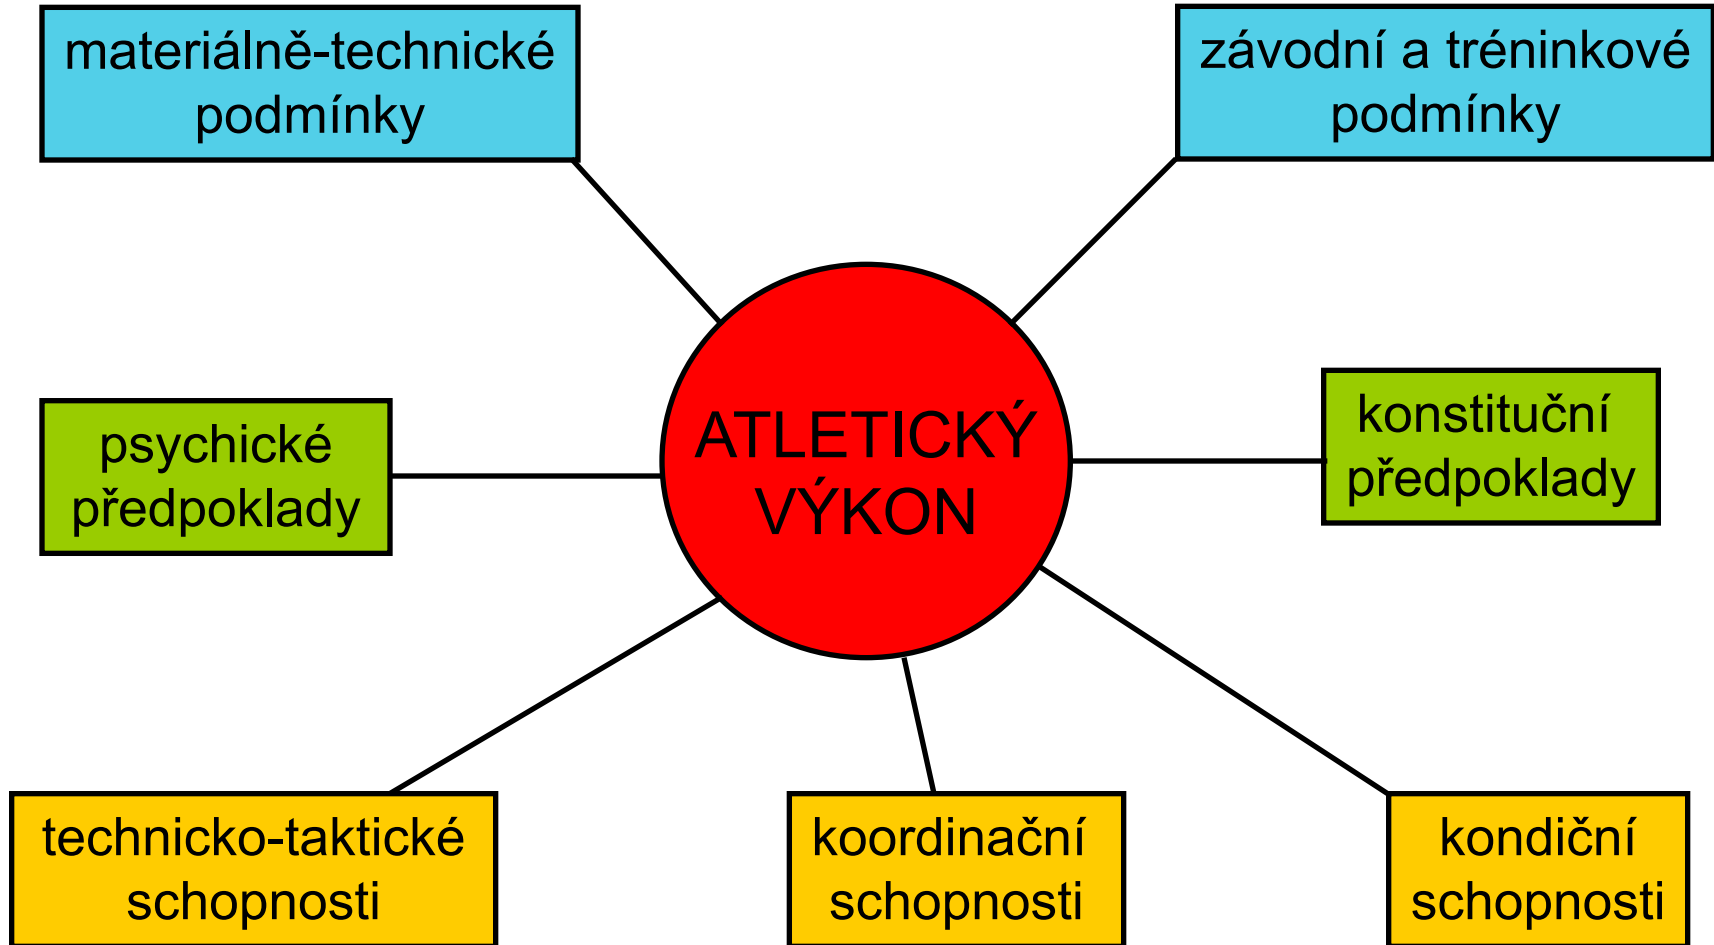 materiálně-technické
podmínky
závodní a tréninkové
podmínky
psychické
předpoklady
ATLETICKÝ
VÝKON
konstituční
předpoklady
technicko-taktické
schopnosti
koordinační
schopnosti
kondiční
schopnosti